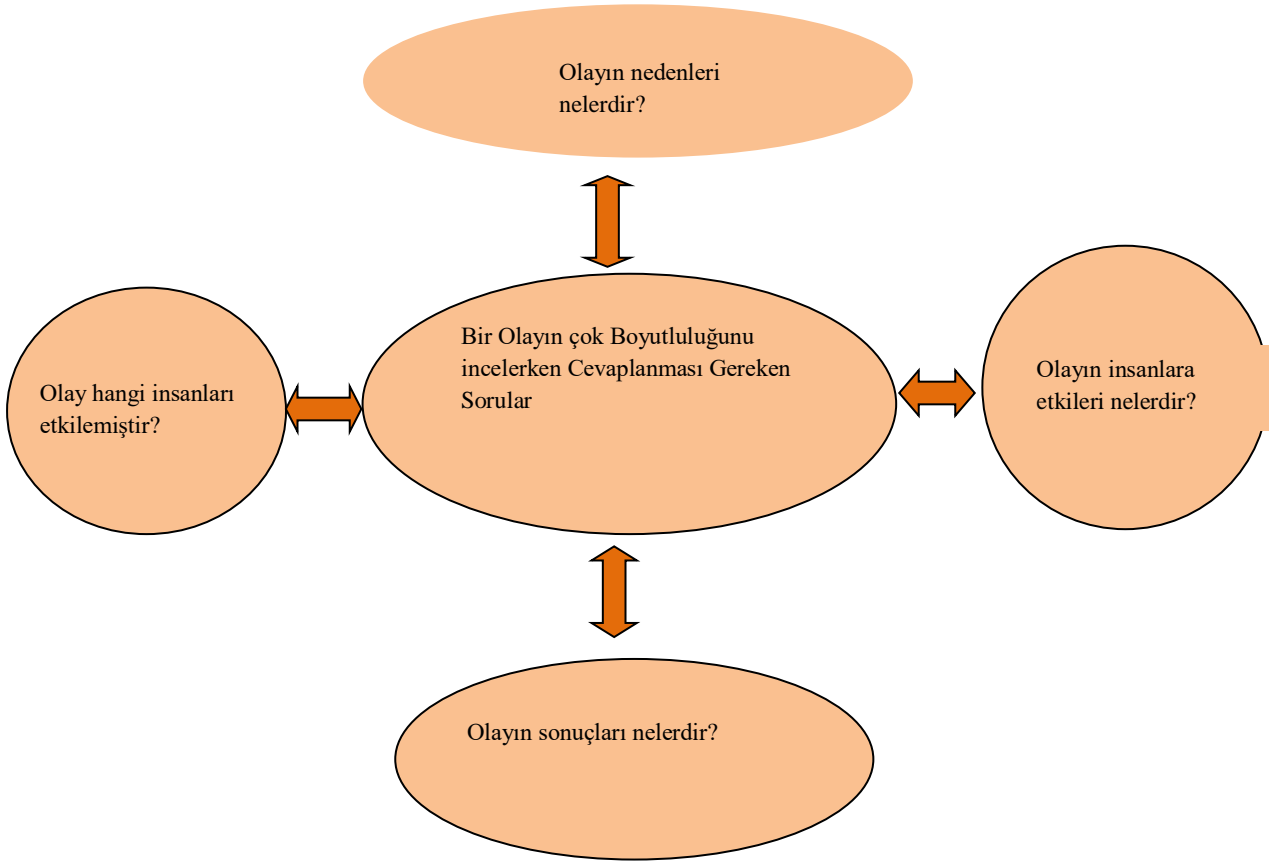 Olayın nedenleri
nelerdir?
Bir Olayın çok Boyutluluğunu
incelerken Cevaplanması Gereken
Sorular
Olay hangi insanları
etkilemiştir?
Olayın insanlara
etkileri nelerdir?
Olayın sonuçları nelerdir?